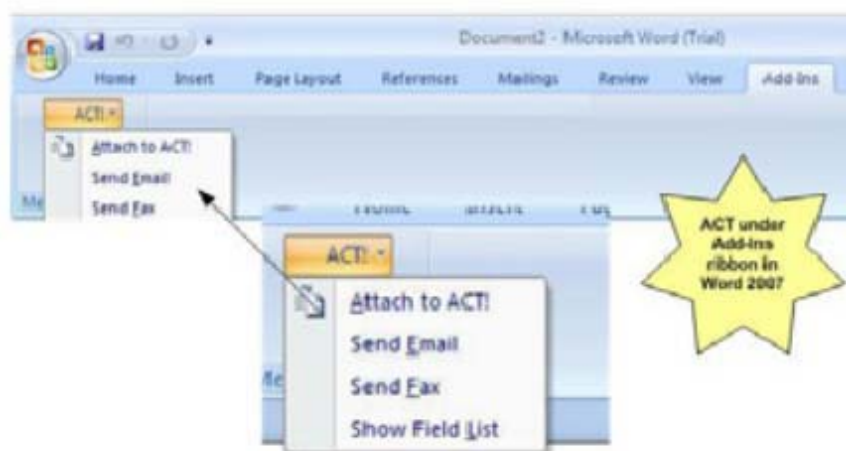 Document2 - Microsoft Word (Trial)
Home Insert Page Layout References Mailings Review View Add-Ins
ACT!
Attach to ACT!
Send Email
Send Fax
Me
ACT!
Attach to ACT!
Send Email
Send Fax
Show Field List
ACT under
Add-Ins
ribbon in
Word 2007